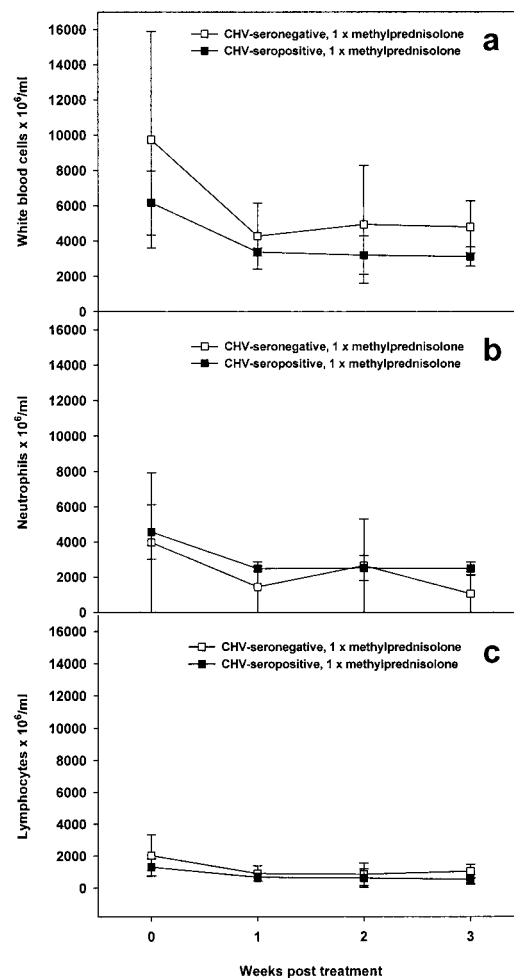 CHV-seronegative, 1 x methylprednisolone
CHV-seropositive, 1 x methylprednisolone
a
16000
14000
12000
10000
8000
6000
4000
2000
0
White blood cells x 10⁶/ml
CHV-seronegative, 1 x methylprednisolone
CHV-seropositive, 1 x methylprednisolone
b
16000
14000
12000
10000
8000
6000
4000
2000
0
Neutrophils x 10⁶/ml
CHV-seronegative, 1 x methylprednisolone
CHV-seropositive, 1 x methylprednisolone
c
16000
14000
12000
10000
8000
6000
4000
2000
0
Lymphocytes x 10⁶/ml
0 1 2 3
Weeks post treatment